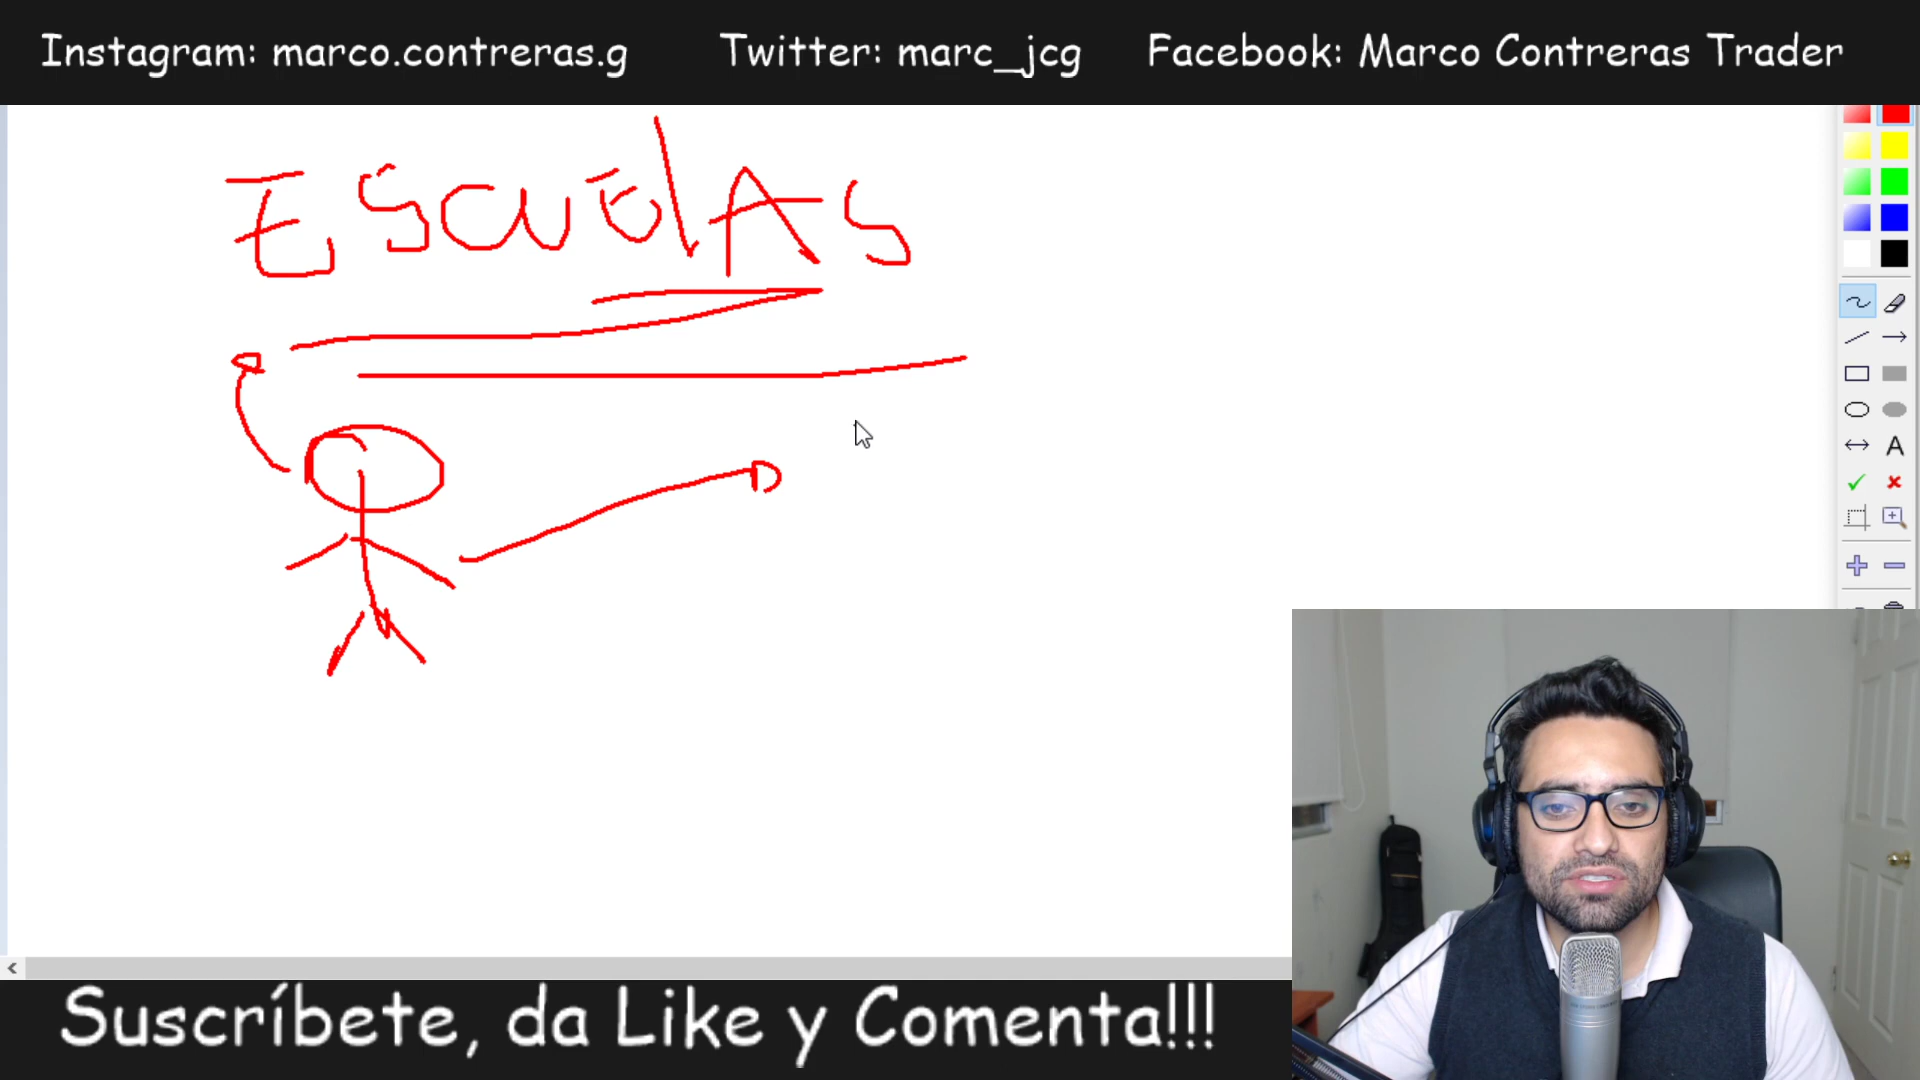 Instagram: marco.contreras.g Twitter: marc_jcg Facebook: Marco Contreras Trader
ESCUElAS
A
Suscríbete, da Like y Comenta!!!